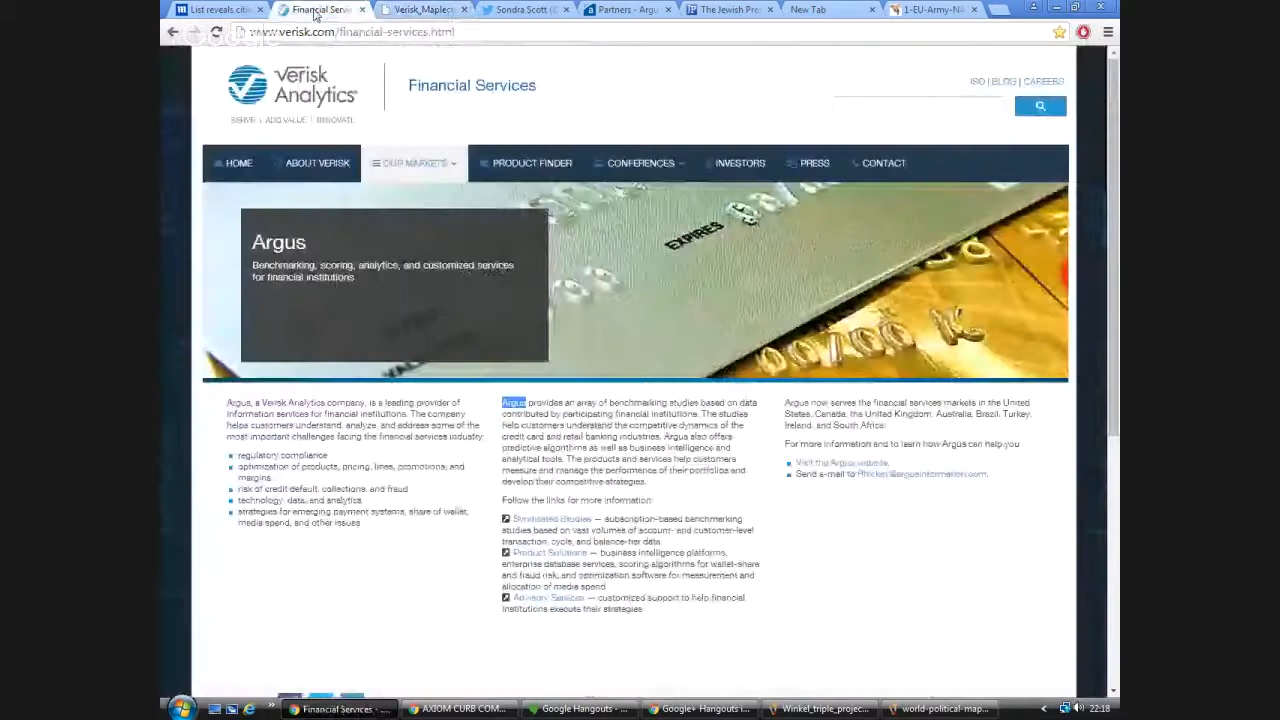 List reveals citi
Financial Servi
Verisk_Maplec
Sondra Scott (
Partners - Argu
The Jewish Pre
New Tab
1-EU-Army-NA
www.verisk.com/financial-services.html
Verisk Analytics
Financial Services
ISO | BLOG | CAREERS
SERVE | ADD VALUE | INNOVATE
HOME
ABOUT VERISK
OUR MARKETS
PRODUCT FINDER
CONFERENCES
INVESTORS
PRESS
CONTACT
EXPIRES
Argus
Benchmarking, scoring, analytics, and customized services
for financial institutions
Argus, a Verisk Analytics company, is a leading provider of
information services for financial institutions. The company
helps customers understand, analyze, and address some of the
most important challenges facing the financial services industry:
regulatory compliance
optimization of products, pricing, lines, promotions, and
margins
risk of credit default, collections, and fraud
technology, data, and analytics
strategies for emerging payment systems, share of wallet,
media spend, and other issues
Argus provides an array of benchmarking studies based on data
contributed by participating financial institutions. The studies
help customers understand the competitive dynamics of the
credit card and retail banking industries. Argus also offers
predictive algorithms as well as business intelligence and
analytical tools. The products and services help customers
measure and manage the performance of their portfolios and
develop their competitive strategies.
Follow the links for more information:
Syndicated Studies — subscription-based benchmarking
studies based on vast volumes of account- and customer-level
transaction, cycle, and balance-tier data
Product Solutions — business intelligence platforms,
enterprise database services, scoring algorithms for wallet-share
and fraud risk, and optimization software for measurement and
allocation of media spend
Advisory Services — customized support to help financial
institutions execute their strategies
Argus now serves the financial services markets in the United
States, Canada, the United Kingdom, Australia, Brazil, Turkey,
Ireland, and South Africa.
For more information and to learn how Argus can help you
Visit the Argus website.
Send e-mail to
Financial Services - ...
AXIOM CURB COM...
Google Hangouts - ...
Google+ Hangouts i...
Winkel_triple_projec...
world-political-map...
22:18